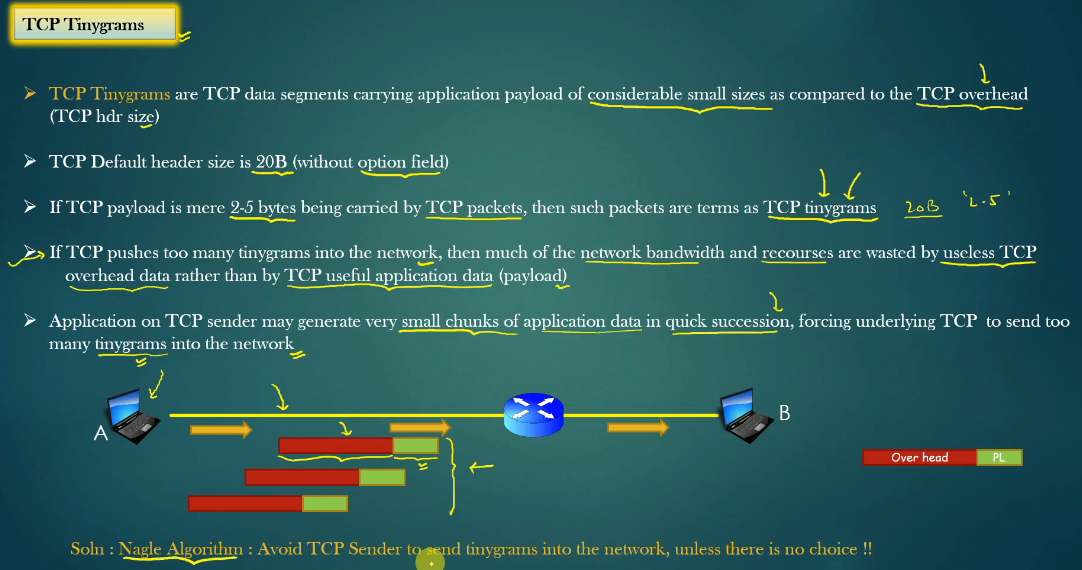 TCP Tinygrams
➢ TCP Tinygrams are TCP data segments carrying application payload of considerable small sizes as compared to the TCP overhead
(TCP hdr size)
➢ TCP Default header size is 20B (without option field)
➢ If TCP payload is mere 2-5 bytes being carried by TCP packets, then such packets are terms as TCP tinygrams 20B '2-5'
➢ If TCP pushes too many tinygrams into the network, then much of the network bandwidth and recourses are wasted by useless TCP
overhead data rather than by TCP useful application data (payload)
➢ Application on TCP sender may generate very small chunks of application data in quick succession, forcing underlying TCP to send too
many tinygrams into the network
A
B
Over head PL
Soln : Nagle Algorithm : Avoid TCP Sender to send tinygrams into the network, unless there is no choice !!